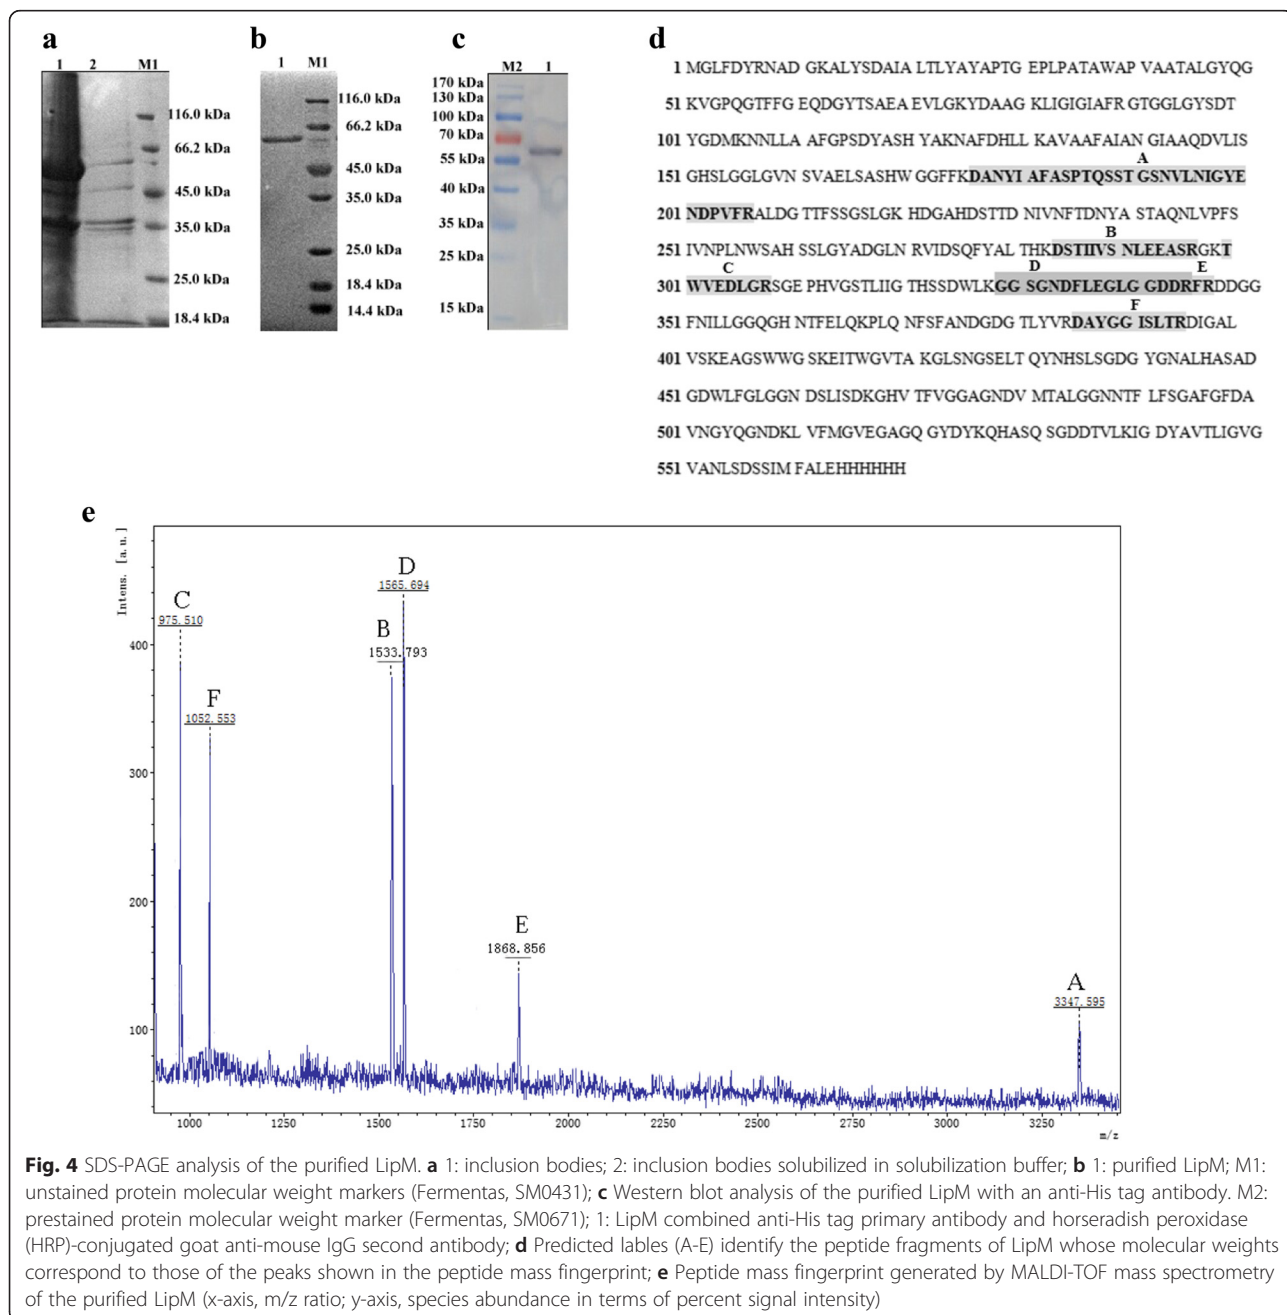 a
1 2 M1
116.0 kDa
66.2 kDa
45.0 kDa
35.0 kDa
25.0 kDa
18.4 kDa
b
1 M1
116.0 kDa
66.2 kDa
45.0 kDa
35.0 kDa
25.0 kDa
18.4 kDa
14.4 kDa
c
M2 1
170 kDa
130 kDa
100 kDa
70 kDa
55 kDa
40 kDa
35 kDa
25 kDa
15 kDa
d
1 MGLFDYRNAD GKALYSDAIA LTLYAYAPTG EPLPATAWAP VAATALGYQG
51 KVGPQGTFFG EQDGYTSAEA EVLGKYDAAG KLIGIGIAFR GTGGLGYSDT
101 YGDMKNNLLA AFGPSDYASH YAKNAFDHLL KAVAAFAIAN GIAAQDVLIS
A
151 GHSLGGLGVN SVAELSASHW GGFFKDANYI AFASPTQSST GSNVLNIGYE
201 NDPVFRALDG TTFSSGSLGK HDGAHDSTTD NIVNFTDNYA STAQNLVPFS
B
251 IVNPLNWSAH SSLGYADGLN RVIDSQFYAL THKDSTIIVS NLEEASRGKT
C D E
301 WVEDLGRSGE PHVGSTLIIG THSSDWLKGG SGNDFLEGLG GDDRFRDDGG
F
351 FNILLGGQGH NTFELQKPLQ NFSFANDGDG TLYVRDAYGG ISLTRDIGAL
401 VSKEAGSWWG SKEITWGVTA KGLSNGSELT QYNHSLSGDG YGNALHASAD
451 GDWLFGLGGN DSLISDKGHV TFVGGAGNDV MTALGGNNTF LFSGAFGFDA
501 VNGYQGNDKL VFMGVEGAGQ GYDYKQHASQ SGDDTVLKIG DYAVTLIGVG
551 VANLSDSSIM FALEHHHHHH
e
Intens. [a.u.]
400
300
200
100
C
975.510
F
1052.553
B
1533.793
D
1565.694
E
1868.856
A
3347.595
1000 1250 1500 1750 2000 2250 2500 2750 3000 3250
m/z
Fig. 4 SDS-PAGE analysis of the purified LipM. a 1: inclusion bodies; 2: inclusion bodies solubilized in solubilization buffer; b 1: purified LipM; M1:
unstained protein molecular weight markers (Fermentas, SM0431); c Western blot analysis of the purified LipM with an anti-His tag antibody. M2:
prestained protein molecular weight marker (Fermentas, SM0671); 1: LipM combined anti-His tag primary antibody and horseradish peroxidase
(HRP)-conjugated goat anti-mouse IgG second antibody; d Predicted lables (A-E) identify the peptide fragments of LipM whose molecular weights
correspond to those of the peaks shown in the peptide mass fingerprint; e Peptide mass fingerprint generated by MALDI-TOF mass spectrometry
of the purified LipM (x-axis, m/z ratio; y-axis, species abundance in terms of percent signal intensity)